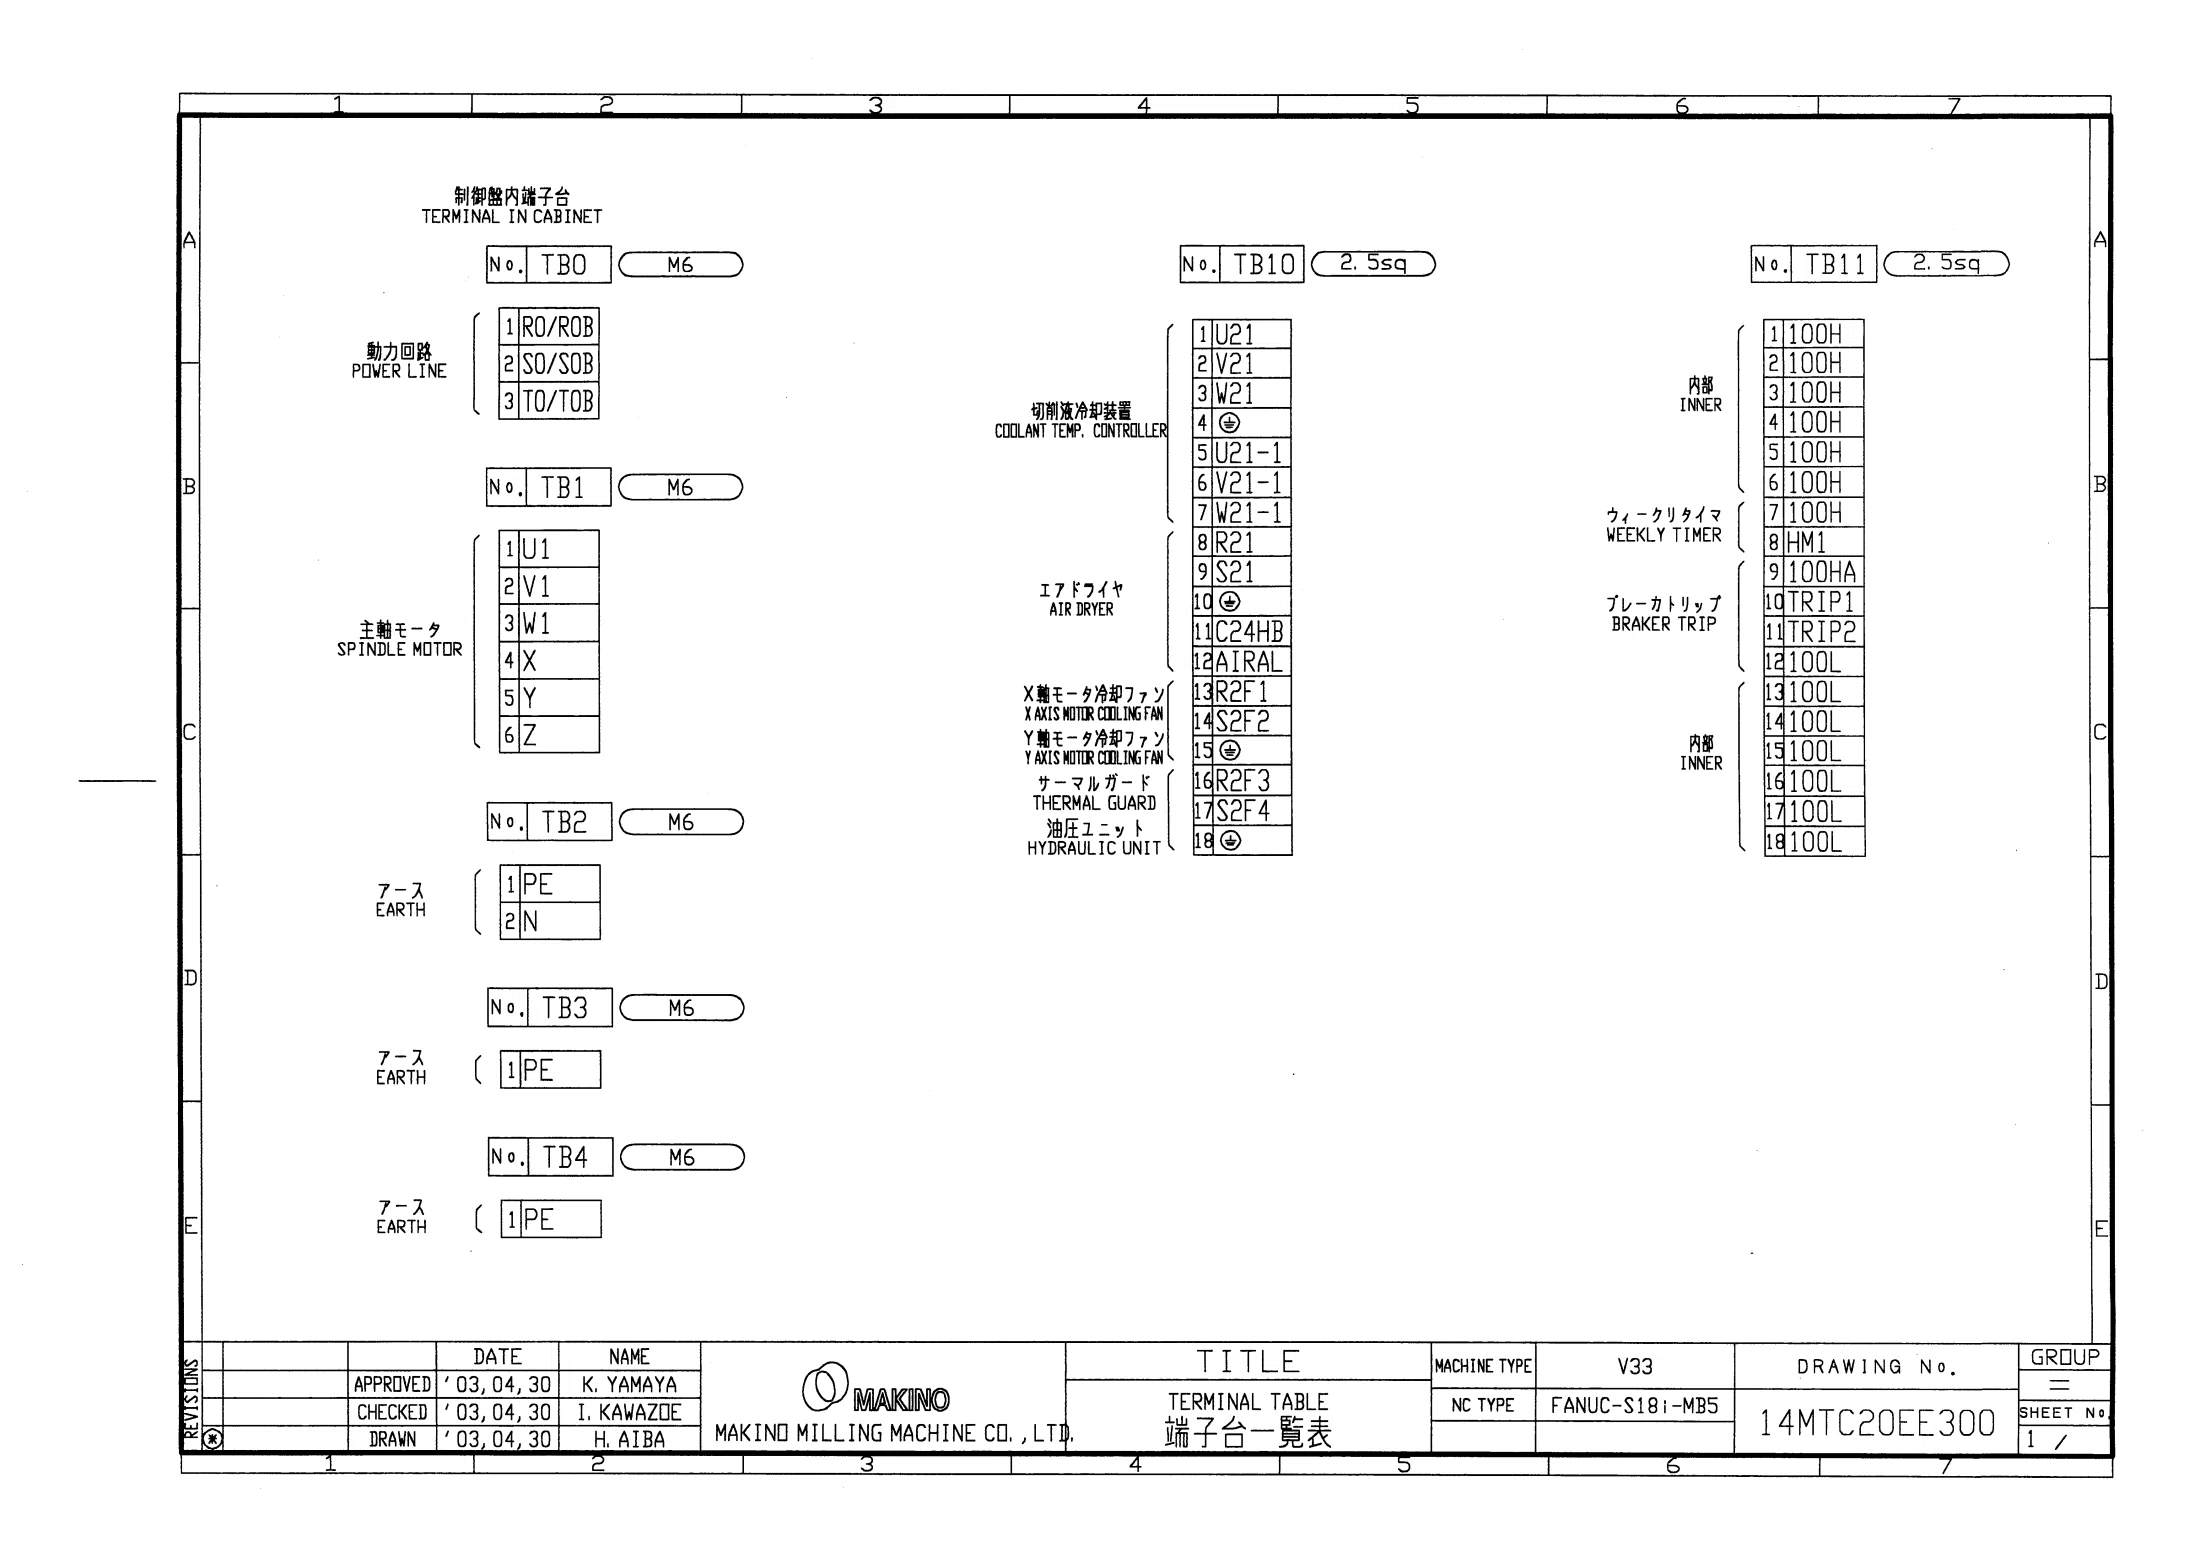 1 2 3 4 5 6 7
A
B
C
D
E
制御盤内端子台
TERMINAL IN CABINET
No. TB0 M6
動力回路
POWER LINE
1 R0/R0B
2 S0/S0B
3 T0/T0B
No. TB1 M6
主軸モータ
SPINDLE MOTOR
1 U1
2 V1
3 W1
4 X
5 Y
6 Z
No. TB2 M6
アース
EARTH
1 PE
2 N
No. TB3 M6
アース
EARTH
1 PE
No. TB4 M6
アース
EARTH
1 PE
No. TB10 2.5sq
切削液冷却装置
COOLANT TEMP. CONTROLLER
1 U21
2 V21
3 W21
4
5 U21-1
6 V21-1
7 W21-1
エアドライヤ
AIR DRYER
8 R21
9 S21
10
11 C24HB
12 AIRAL
X軸モータ冷却ファン
X AXIS MOTOR COOLING FAN
Y軸モータ冷却ファン
Y AXIS MOTOR COOLING FAN
13 R2F1
14 S2F2
15
サーマルガード
THERMAL GUARD
油圧ユニット
HYDRAULIC UNIT
16 R2F3
17 S2F4
18
No. TB11 2.5sq
内部
INNER
1 100H
2 100H
3 100H
4 100H
5 100H
6 100H
ウィークリタイマ
WEEKLY TIMER
7 100H
8 HM1
ブレーカトリップ
BRAKER TRIP
9 100HA
10 TRIP1
11 TRIP2
12 100L
内部
INNER
13 100L
14 100L
15 100L
16 100L
17 100L
18 100L
A
B
C
D
E
REVISIONS
DATE NAME
APPROVED '03,04,30 K. YAMAYA
CHECKED '03,04,30 I. KAWAZOE
DRAWN '03,04,30 H. AIBA
MAKINO
MAKINO MILLING MACHINE CO.,LTD.
TITLE
TERMINAL TABLE
端子台一覧表
MACHINE TYPE V33
NC TYPE FANUC-S18i-MB5
DRAWING No.
14MTC20EE300
GROUP
=
SHEET No.
1 /
1 2 3 4 5 6 7